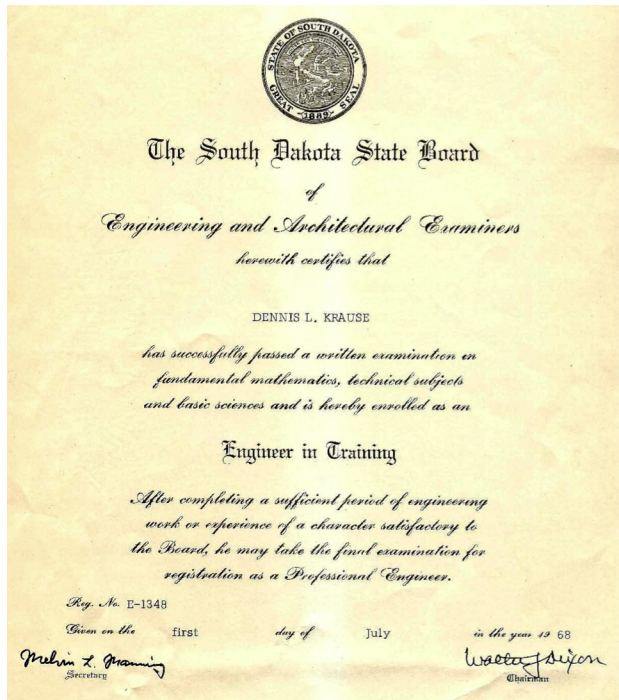 STATE OF SOUTH DAKOTA
GREAT SEAL
1889
The South Dakota State Board
of
Engineering and Architectural Examiners
herewith certifies that
DENNIS L. KRAUSE
has successfully passed a written examination in
fundamental mathematics, technical subjects
and basic sciences and is hereby enrolled as an
Engineer in Training
After completing a sufficient period of engineering
work or experience of a character satisfactory to
the Board, he may take the final examination for
registration as a Professional Engineer.
Reg. No. E-1348
Given on the first day of July in the year 19 68
Melvin L. Manning Walter J Dixon
Secretary Chairman